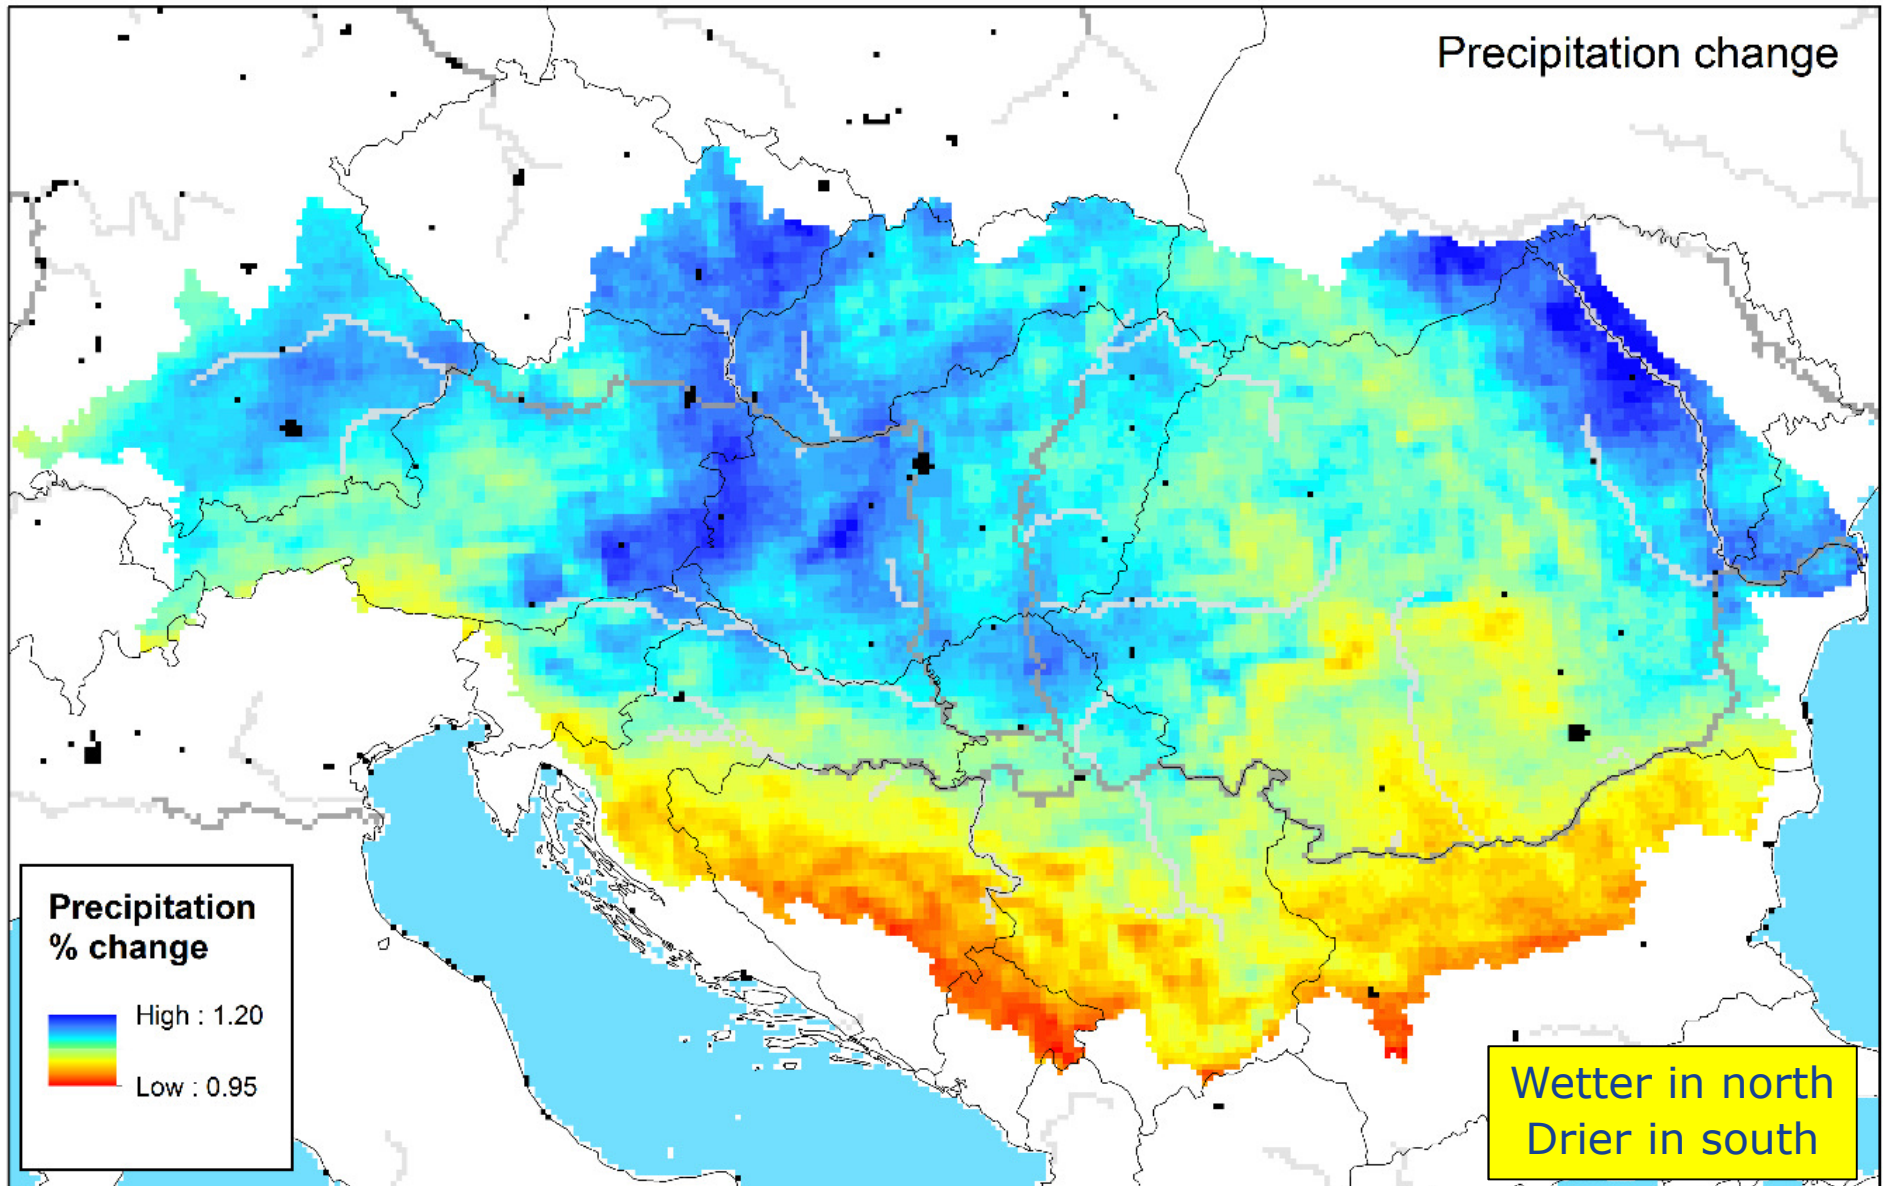 Precipitation change
Precipitation
% change
High : 1.20
Low : 0.95
Wetter in north
Drier in south